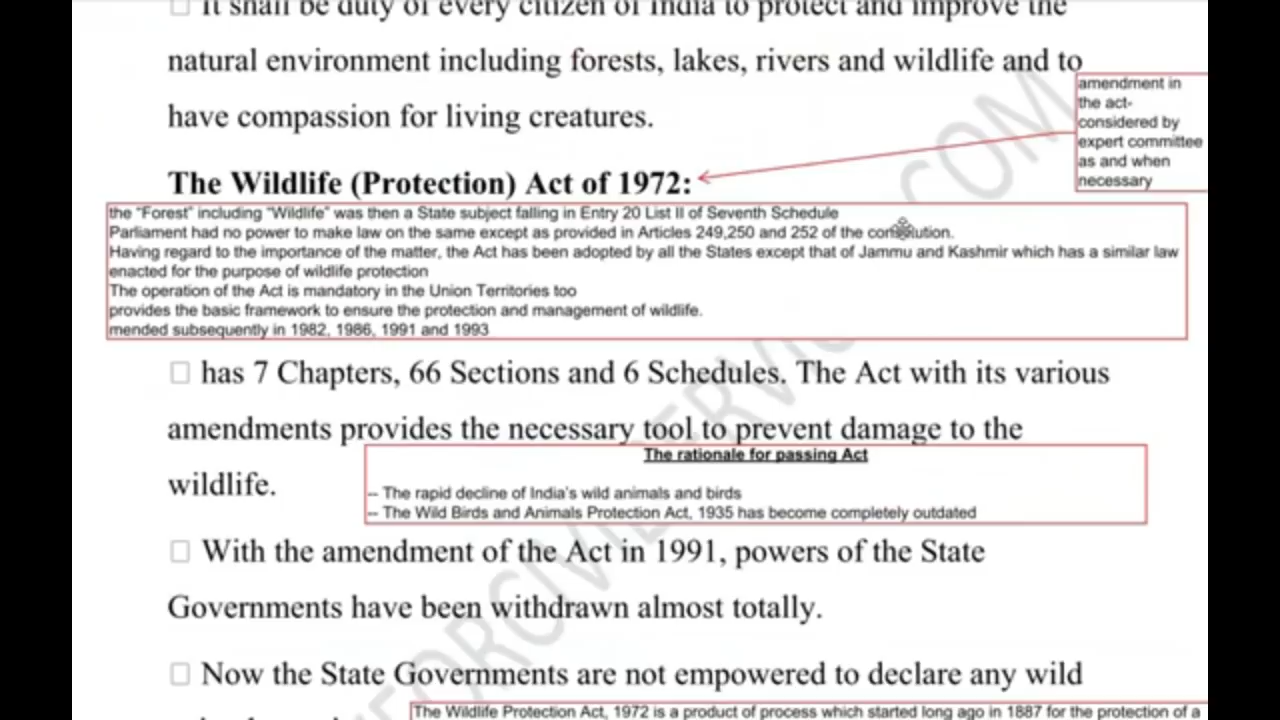 It shall be duty of every citizen of India to protect and improve the
natural environment including forests, lakes, rivers and wildlife and to
have compassion for living creatures.
amendment in
the act-
considered by
expert committee
as and when
necessary
The Wildlife (Protection) Act of 1972:
the "Forest" including "Wildlife" was then a State subject falling in Entry 20 List II of Seventh Schedule
Parliament had no power to make law on the same except as provided in Articles 249,250 and 252 of the constitution.
Having regard to the importance of the matter, the Act has been adopted by all the States except that of Jammu and Kashmir which has a similar law
enacted for the purpose of wildlife protection
The operation of the Act is mandatory in the Union Territories too
provides the basic framework to ensure the protection and management of wildlife.
mended subsequently in 1982, 1986, 1991 and 1993
has 7 Chapters, 66 Sections and 6 Schedules. The Act with its various
amendments provides the necessary tool to prevent damage to the
wildlife.
The rationale for passing Act
-- The rapid decline of India's wild animals and birds
-- The Wild Birds and Animals Protection Act, 1935 has become completely outdated
With the amendment of the Act in 1991, powers of the State
Governments have been withdrawn almost totally.
Now the State Governments are not empowered to declare any wild
The Wildlife Protection Act, 1972 is a product of process which started long ago in 1887 for the protection of a